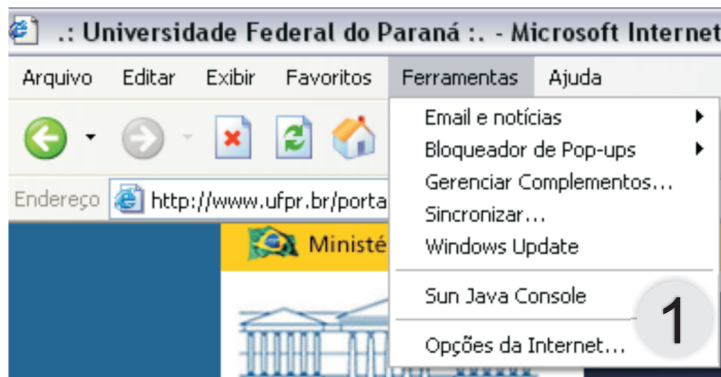 .: Universidade Federal do Paraná :. - Microsoft Internet
Arquivo Editar Exibir Favoritos Ferramentas Ajuda
Email e notícias
Bloqueador de Pop-ups
Gerenciar Complementos...
Endereço http://www.ufpr.br/porta
Sincronizar...
Ministé
Windows Update
Sun Java Console
1
Opções da Internet...